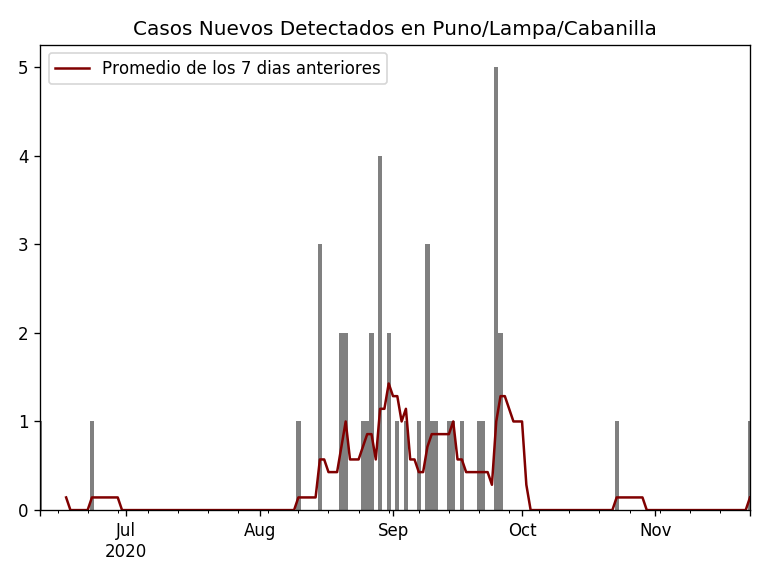 Casos Nuevos Detectados en Puno/Lampa/Cabanilla
Promedio de los 7 dias anteriores
5
4
3
2
1
0
Jul Aug Sep Oct Nov
2020